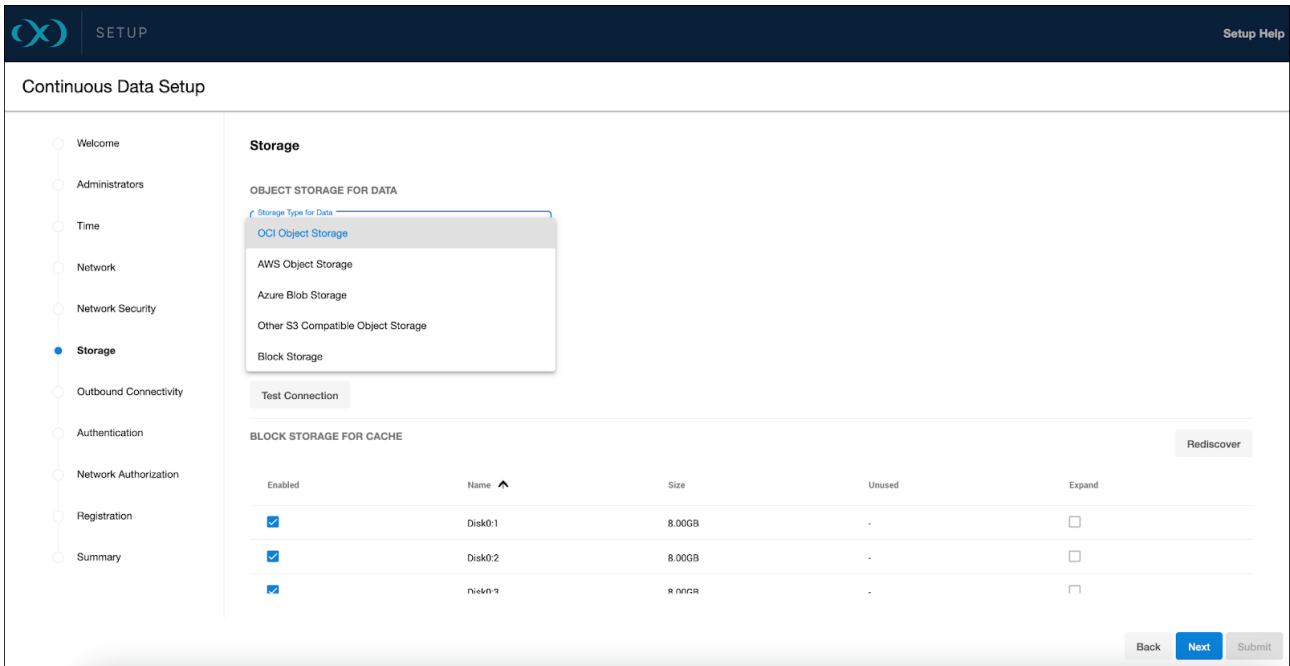 SETUP
Setup Help
Continuous Data Setup
Welcome
Administrators
Time
Network
Network Security
Storage
Outbound Connectivity
Authentication
Network Authorization
Registration
Summary
Storage
OBJECT STORAGE FOR DATA
Storage Type for Data
OCI Object Storage
AWS Object Storage
Azure Blob Storage
Other S3 Compatible Object Storage
Block Storage
Test Connection
BLOCK STORAGE FOR CACHE
Rediscover
Enabled Name Size Unused Expand
Disk0:1 8.00GB -
Disk0:2 8.00GB -
Disk0:3 8.00GB -
Back Next Submit